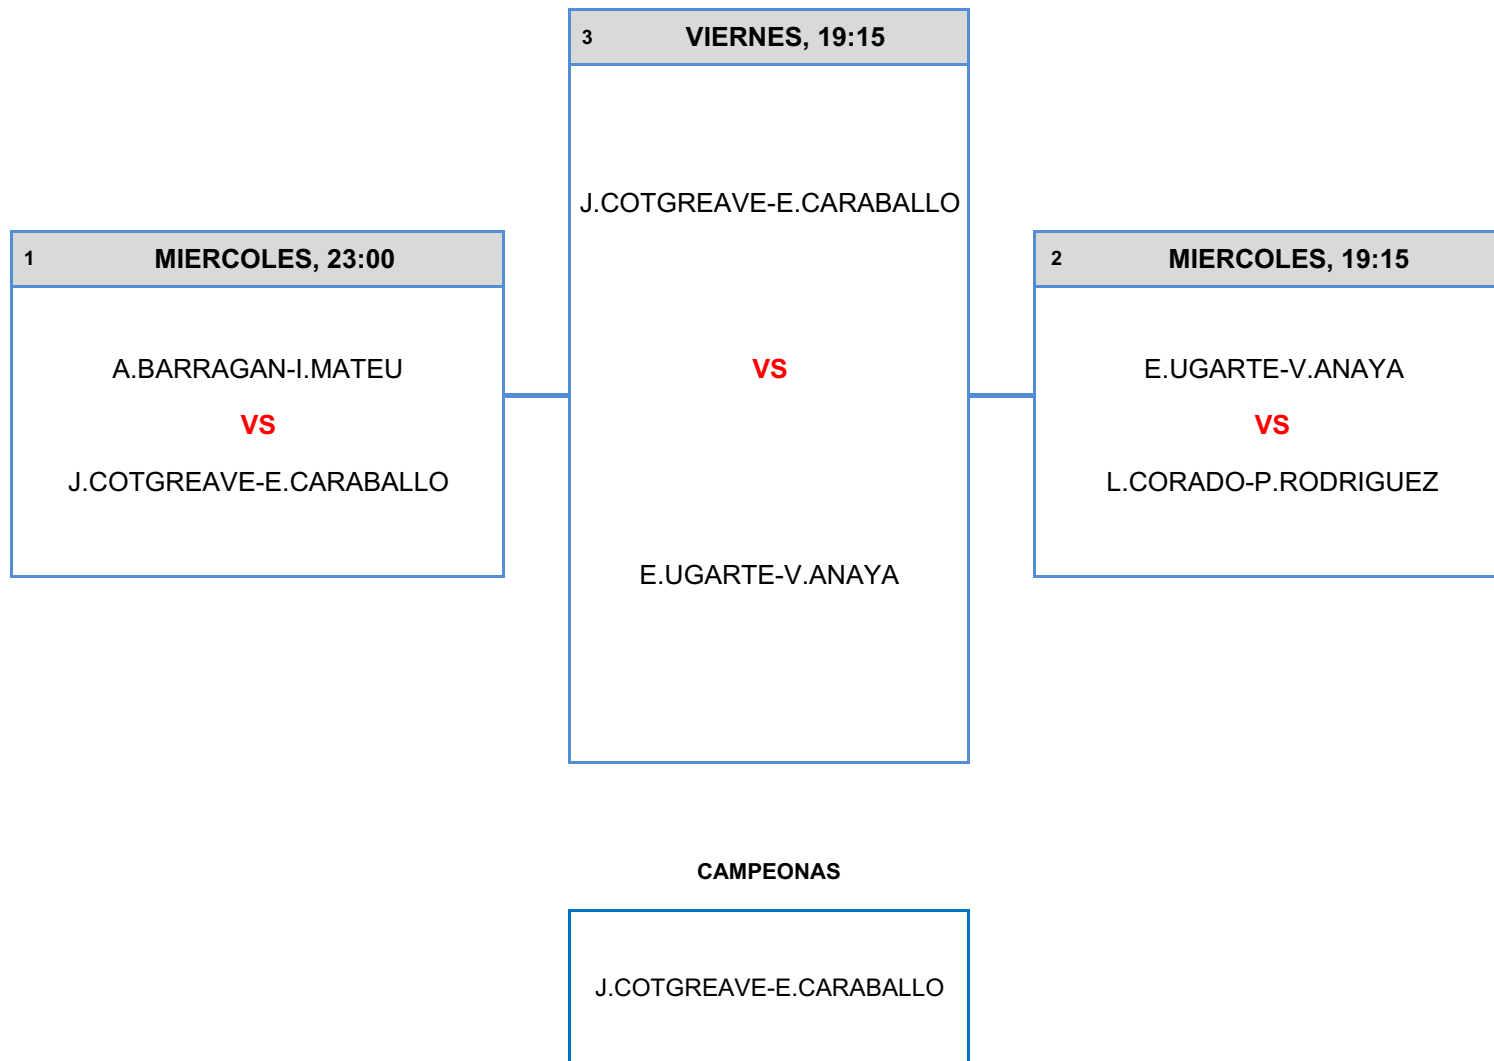 3 VIERNES, 19:15
J.COTGREAVE-E.CARABALLO
VS
E.UGARTE-V.ANAYA
1 MIERCOLES, 23:00
A.BARRAGAN-I.MATEU
VS
J.COTGREAVE-E.CARABALLO
2 MIERCOLES, 19:15
E.UGARTE-V.ANAYA
VS
L.CORADO-P.RODRIGUEZ
CAMPEONAS
J.COTGREAVE-E.CARABALLO